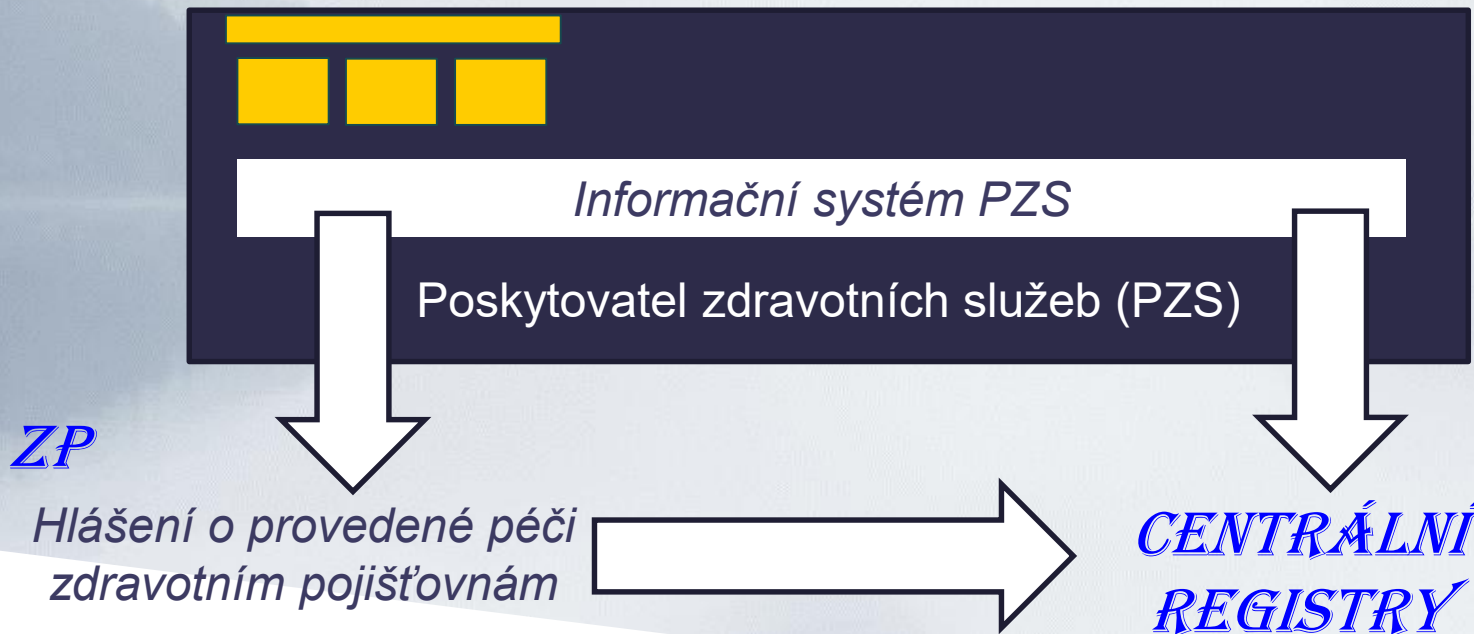 Informační systém PZS
Poskytovatel zdravotních služeb (PZS)
ZP
Hlášení o provedené péči
zdravotním pojišťovnám
CENTRÁLNÍ
REGISTRY